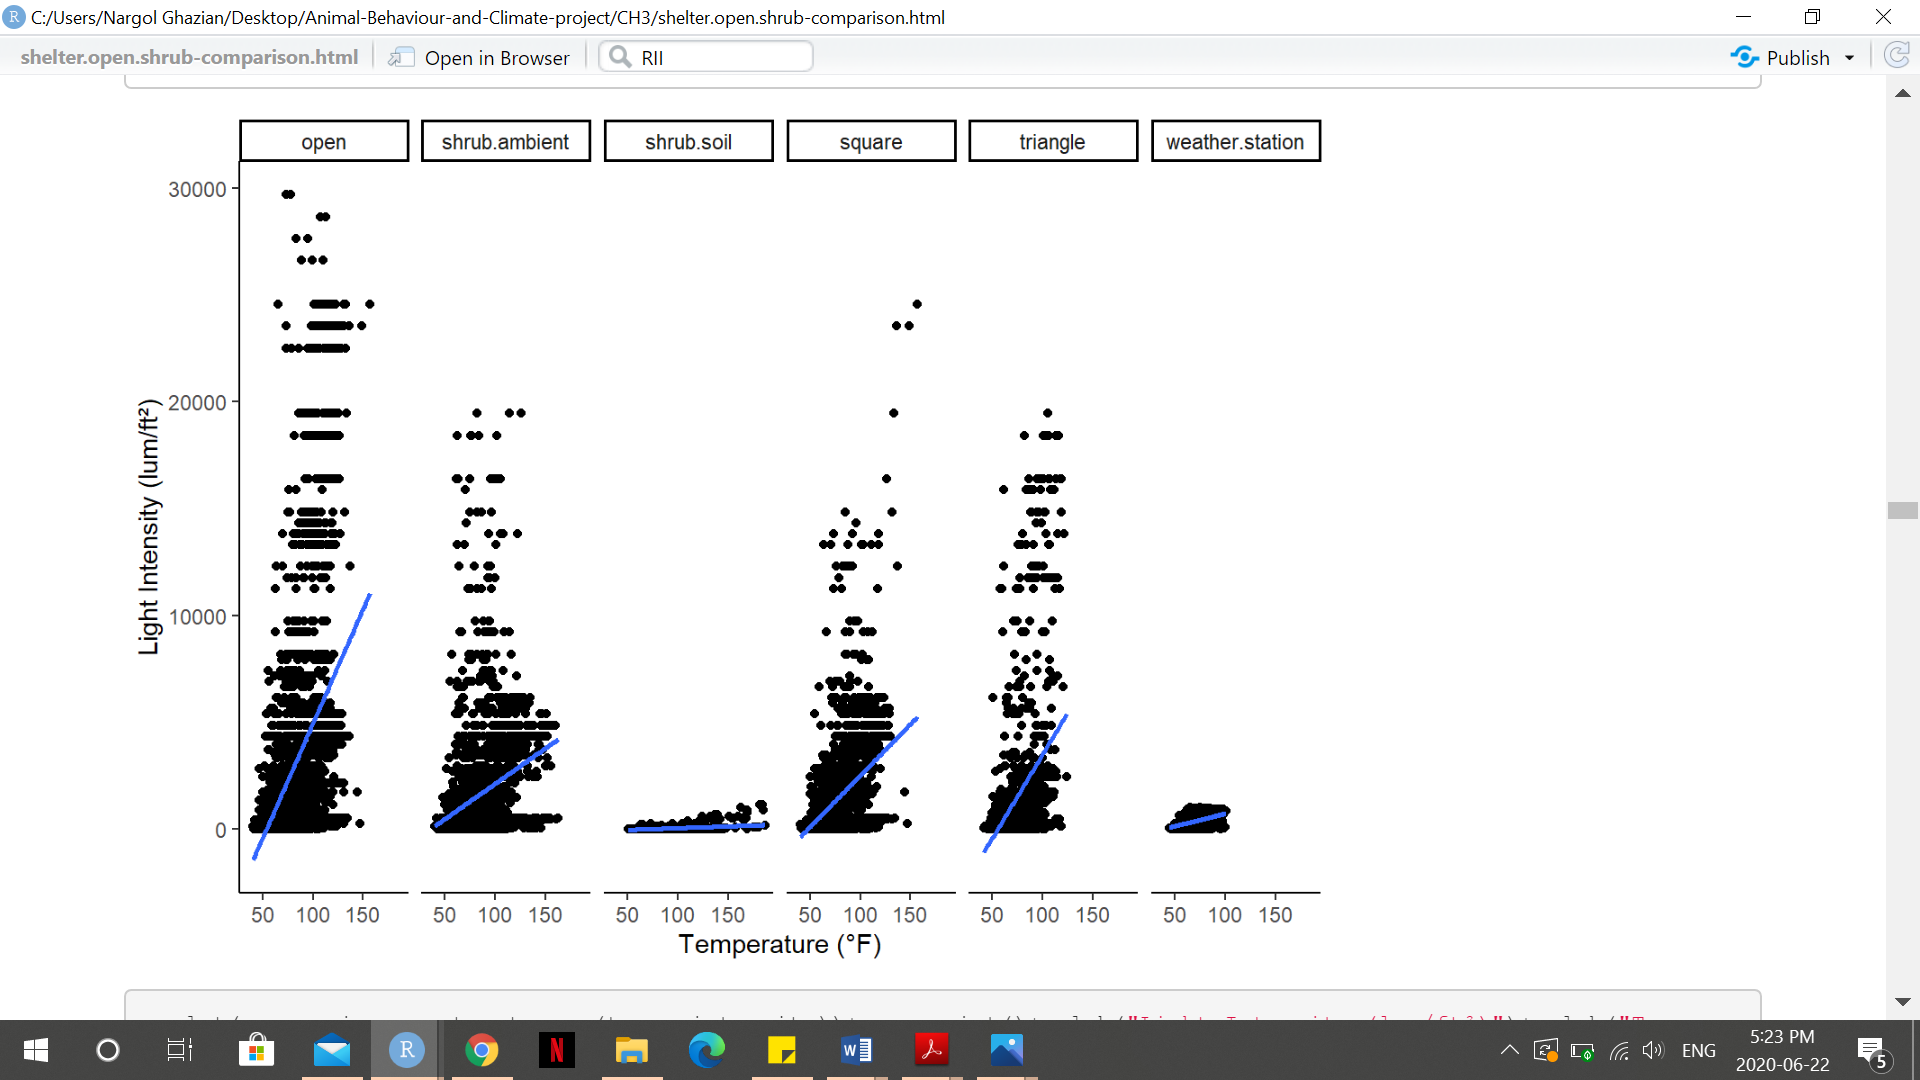 C:/Users/Nargol Ghazian/Desktop/Animal-Behaviour-and-Climate-project/CH3/shelter.open.shrub-comparison.html
shelter.open.shrub-comparison.html Open in Browser RII Publish
open shrub.ambient shrub.soil square triangle weather.station
30000
20000
10000
0
Light Intensity (lum/ft²)
50 100 150 50 100 150 50 100 150 50 100 150 50 100 150 50 100 150
Temperature (°F)
R N W ENG 5:23 PM
2020-06-22 5